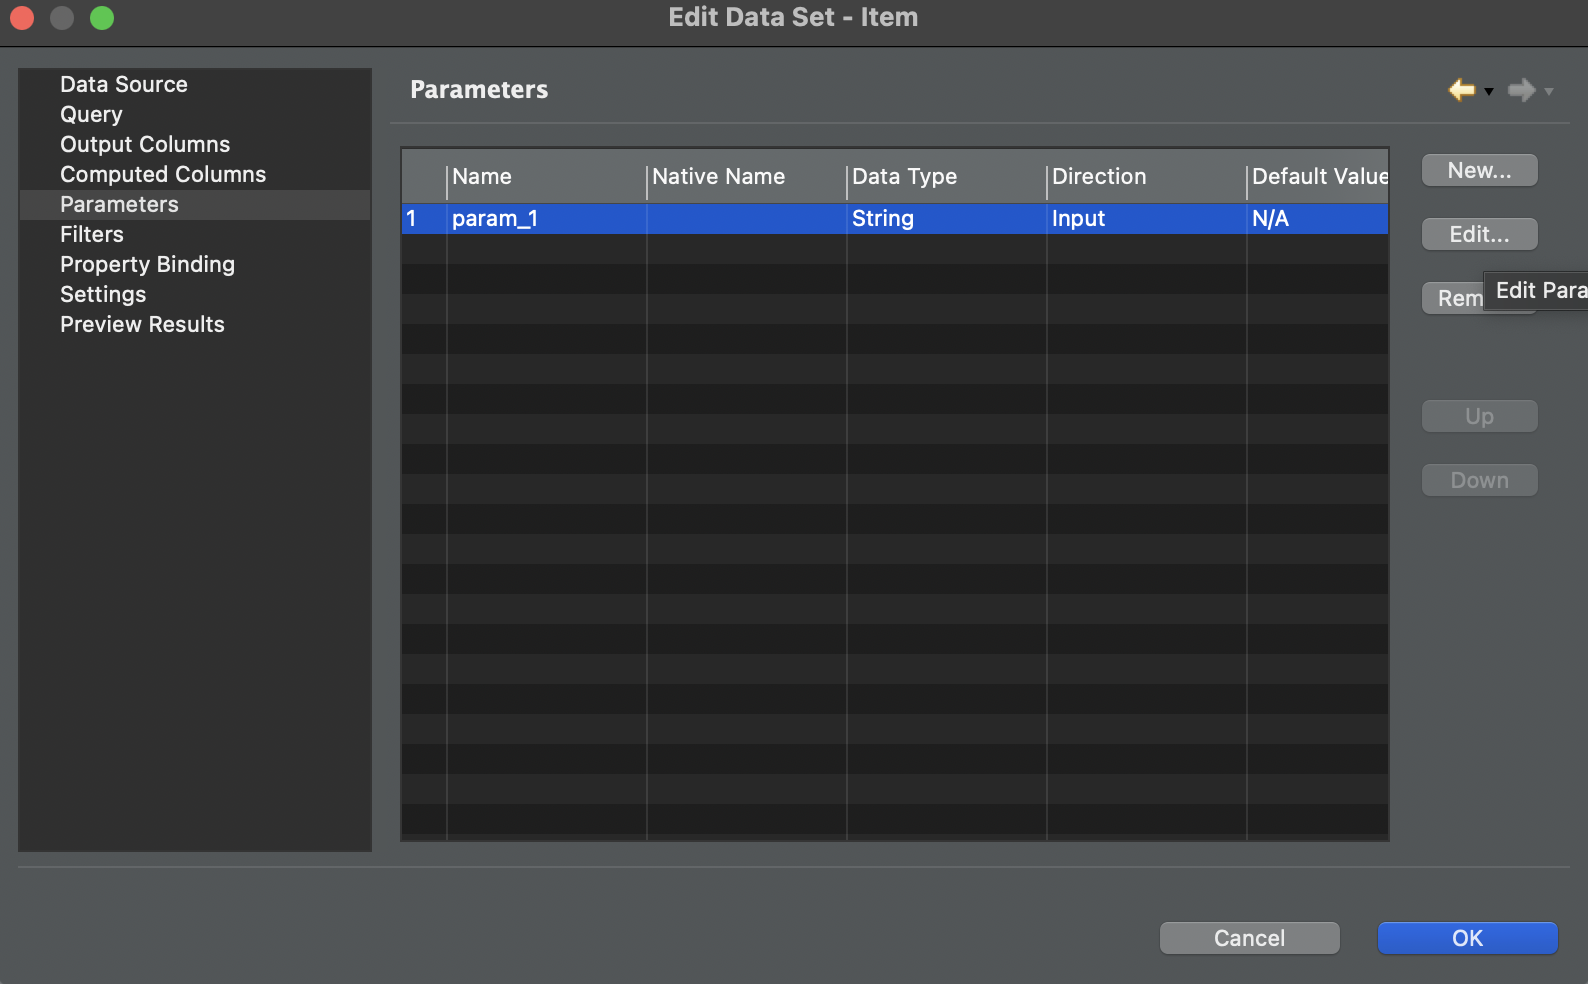 Edit Data Set - Item
Data Source
Query
Output Columns
Computed Columns
Parameters
Filters
Property Binding
Settings
Preview Results
Parameters
Name Native Name Data Type Direction Default Value
1 param_1 String Input N/A
New...
Edit...
Rem
Edit Para
Up
Down
Cancel OK